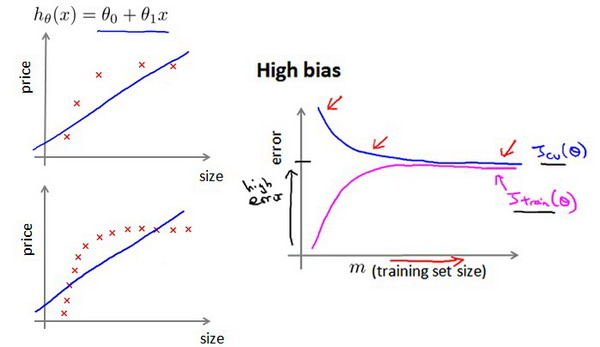 hθ(x) = θ0 + θ1x
price
size
price
size
High bias
error
high
error
Jcv(θ)
Jtrain(θ)
m (training set size)